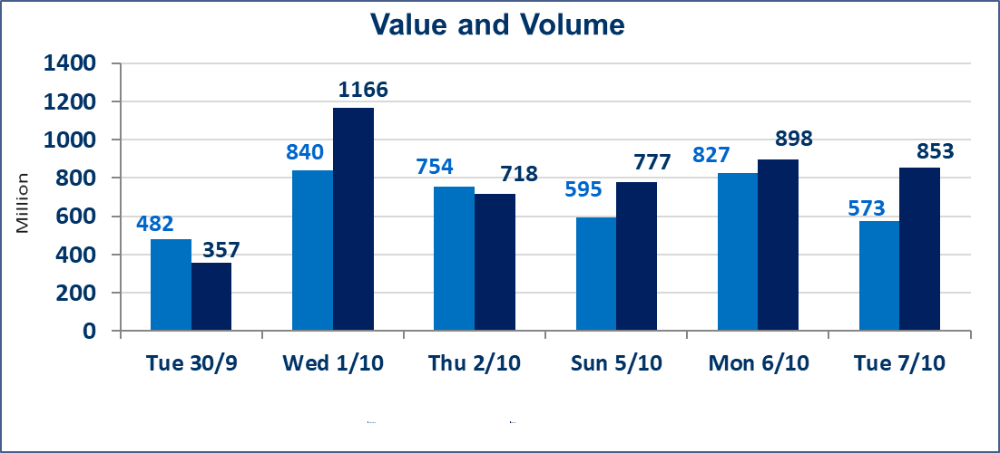 Value and Volume
1400
1200
1000
800
600
400
200
0
Million
482
357
840
1166
754
718
595
777
827
898
573
853
Tue 30/9
Wed 1/10
Thu 2/10
Sun 5/10
Mon 6/10
Tue 7/10